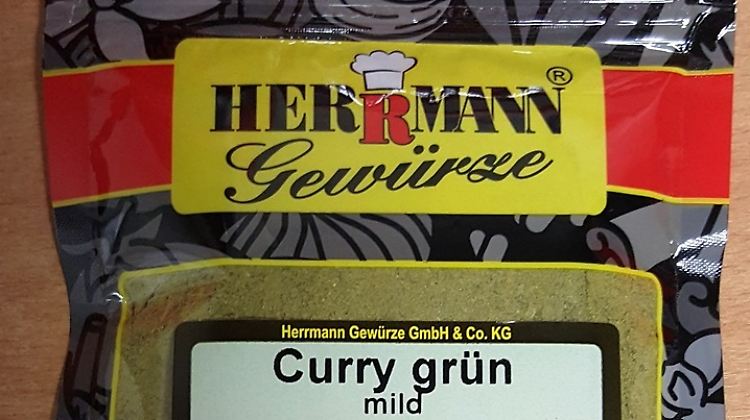 HERRMANN®
Gewürze
Herrmann Gewürze GmbH & Co. KG
Curry grün
mild